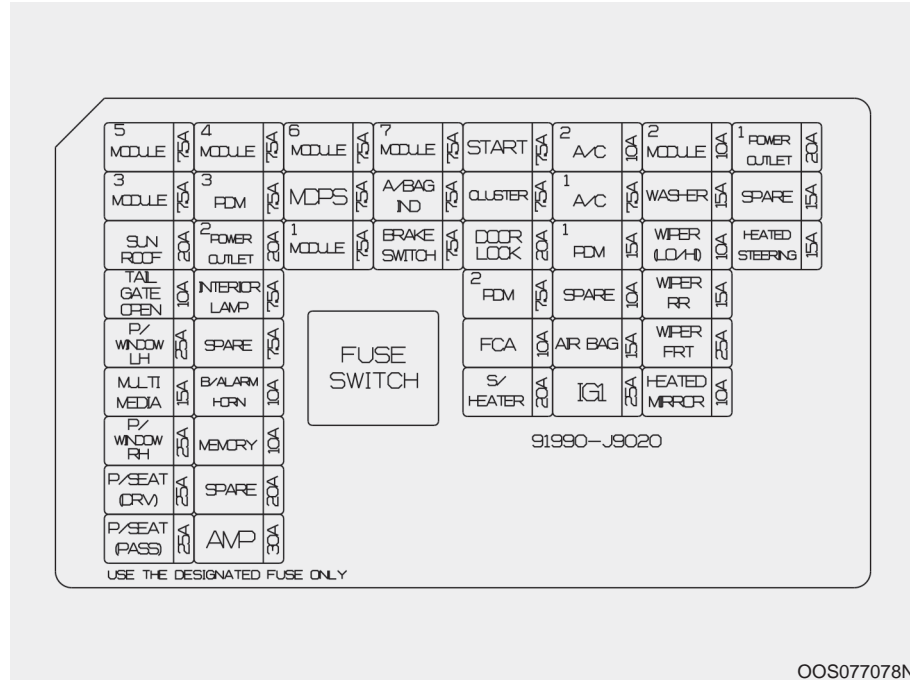 5 MODULE 7.5A
4 MODULE 7.5A
6 MODULE 7.5A
7 MODULE 7.5A
START 7.5A
2 A/C 10A
2 MODULE 10A
1 POWER
OUTLET 20A
3 MODULE 7.5A
3 PDM 7.5A
MDPS 7.5A
A/BAG
IND 7.5A
CLUSTER 7.5A
1 A/C 7.5A
WASHER 15A
SPARE 15A
SUN
ROOF 20A
2 POWER
OUTLET 20A
1 MODULE 7.5A
BRAKE
SWITCH 7.5A
DOOR
LOCK 20A
1 PDM 15A
WIPER
(LO/HI) 10A
HEATED
STEERING 15A
TAIL
GATE
OPEN 10A
INTERIOR
LAMP 7.5A
2 PDM 7.5A
SPARE 10A
WIPER
RR 15A
P/
WINDOW
LH 25A
SPARE 7.5A
FUSE
SWITCH
FCA 10A
AIR BAG 15A
WIPER
FRT 25A
MULTI
MEDIA 15A
B/ALARM
HORN 10A
S/
HEATER 20A
IG1 25A
HEATED
MIRROR 10A
P/
WINDOW
RH 25A
MEMORY 10A
91990-J9020
P/SEAT
(DRV) 25A
SPARE 20A
P/SEAT
(PASS) 25A
AMP 30A
USE THE DESIGNATED FUSE ONLY
OOS077078N